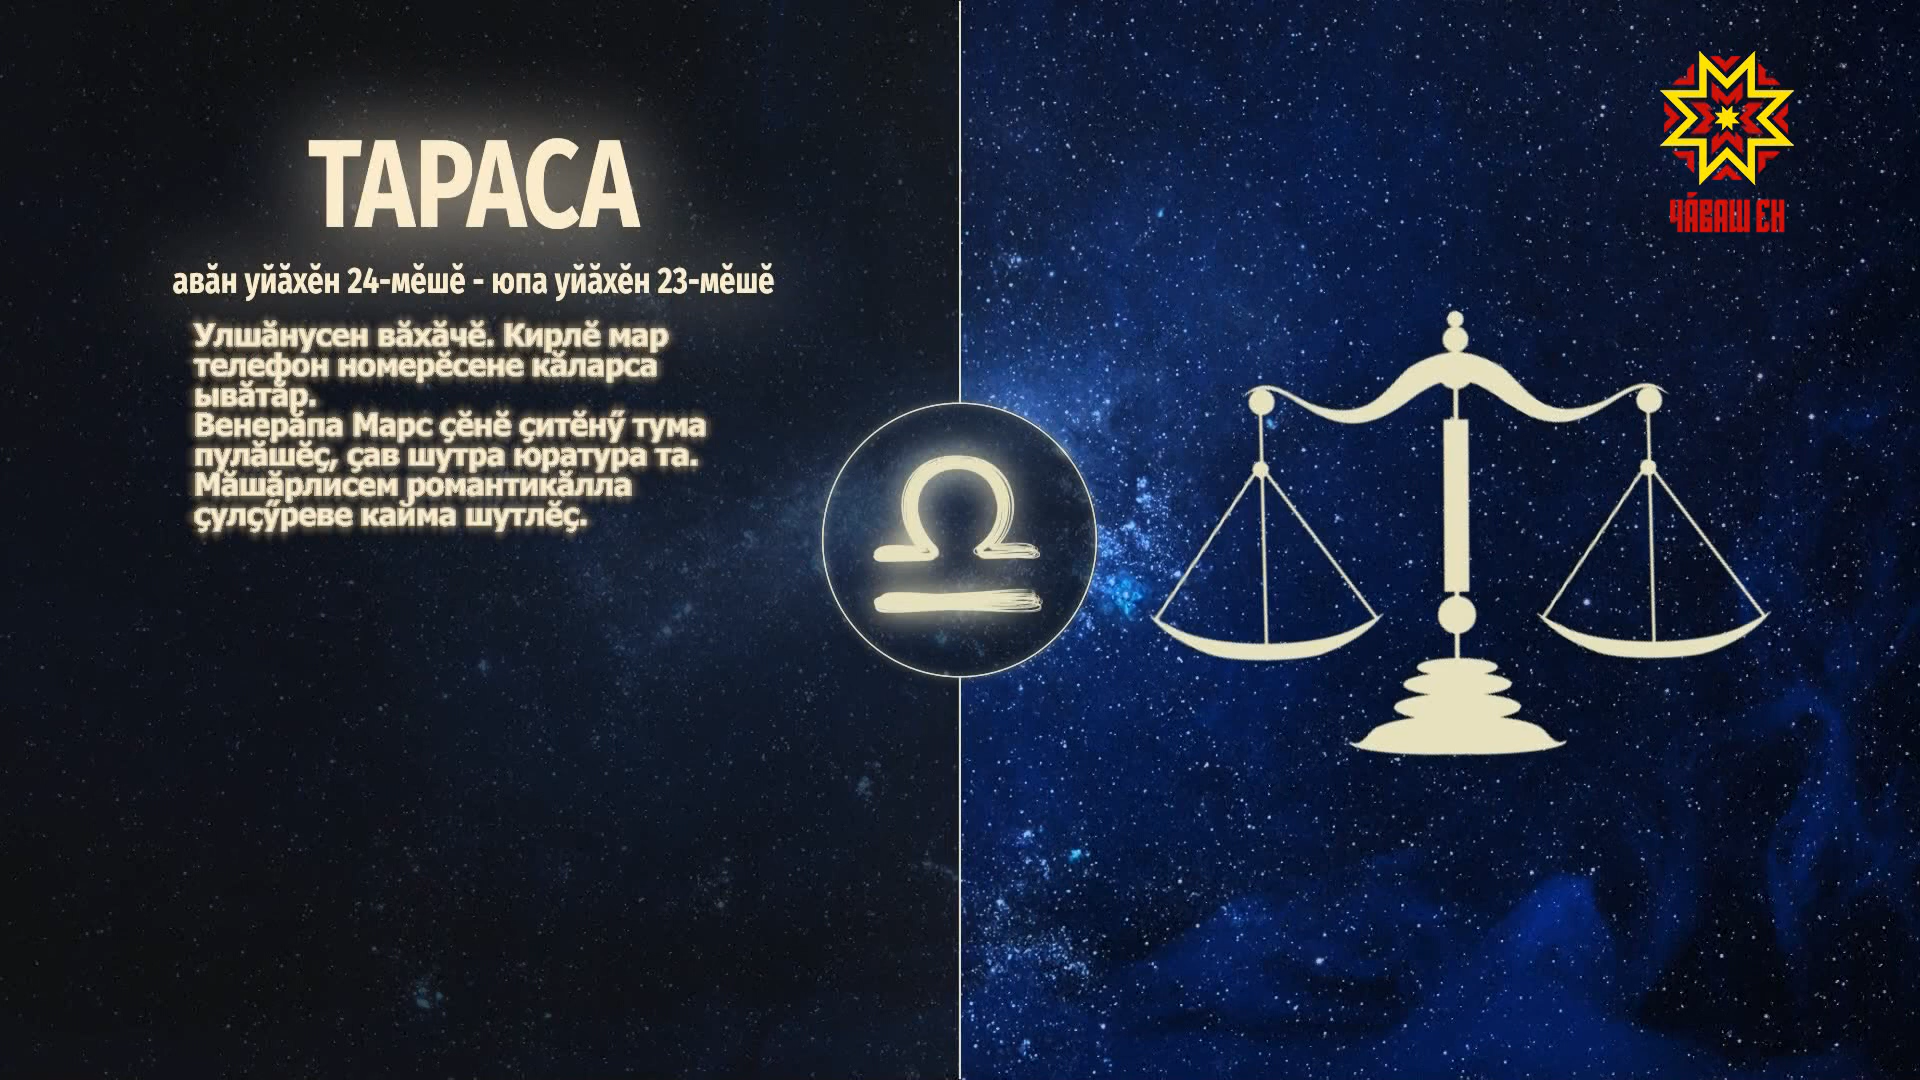 ТАРАСА
авӑн уйӑхӗн 24-мӗшӗ - юпа уйӑхӗн 23-мӗшӗ
Улшӑнусен вӑхӑчӗ. Кирлӗ мар
телефон номерӗсене кӑларса
ывӑтӑр.
Венерӑпа Марс ҫӗнӗ ҫитӗнӳ тума
пулӑшӗҫ, ҫав шутра юратура та.
Мӑшӑрлисем романтикӑлла
ҫулҫӳреве кайма шутлӗҫ.
ЧӐВАШ ЕН